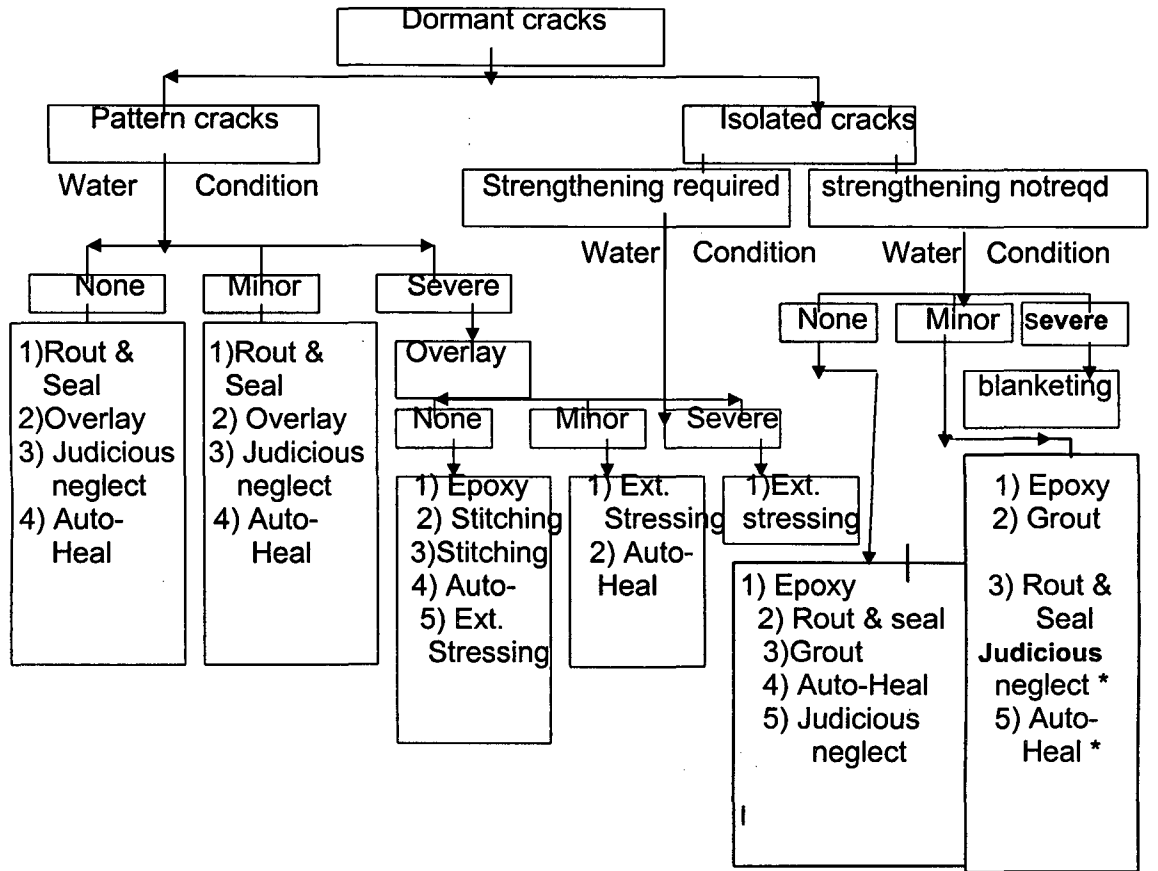 Dormant cracks
Pattern cracks
Isolated cracks
Water Condition
Strengthening required
strengthening notreqd
Water Condition
Water Condition
None
Minor
Severe
None
Minor
severe
1)Rout &
Seal
2)Overlay
3) Judicious
neglect
4) Auto-
Heal
1)Rout &
Seal
2) Overlay
3) Judicious
neglect
4) Auto-
Heal
Overlay
blanketing
None
Minor
Severe
1) Epoxy
2) Stitching
3)Stitching
4) Auto-
5) Ext.
Stressing
1) Ext.
Stressing
2) Auto-
Heal
1)Ext.
stressing
1) Epoxy
2) Rout & seal
3)Grout
4) Auto-Heal
5) Judicious
neglect
1) Epoxy
2) Grout
3) Rout &
Seal
Judicious
neglect *
5) Auto-
Heal *